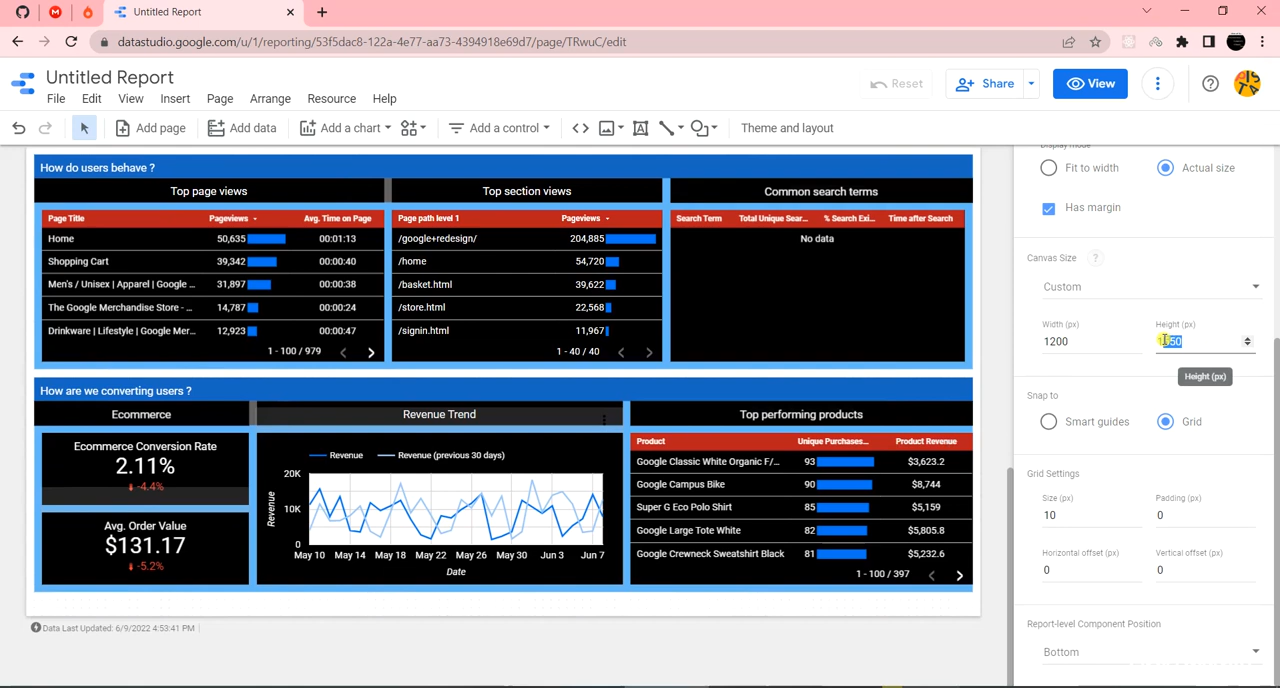 Untitled Report
datastudio.google.com/u/1/reporting/53f5dac8-122a-4e77-aa73-4394918e69d7/page/TRwuC/edit
Untitled Report
Reset
Share
View
File Edit View Insert Page Arrange Resource Help
Add page Add data Add a chart Add a control Theme and layout
How do users behave ?
Top page views Top section views Common search terms
Page Title Pageviews Avg. Time on Page Page path level 1 Pageviews Search Term Total Unique Sear... % Search Exi... Time after Search
Home 50,635 00:01:13 /google+redesign/ 204,885 No data
Shopping Cart 39,342 00:00:40 /home 54,720
Men's / Unisex | Apparel | Google ... 31,897 00:00:38 /basket.html 39,622
The Google Merchandise Store - ... 14,787 00:00:24 /store.html 22,568
Drinkware | Lifestyle | Google Mer... 12,923 00:00:47 /signin.html 11,967
1 - 100 / 979 1 - 40 / 40
How are we converting users ?
Ecommerce Revenue Trend Top performing products
Ecommerce Conversion Rate
2.11%
-4.4%
Avg. Order Value
$131.17
-5.2%
Revenue Revenue (previous 30 days)
20K
10K
0
Revenue
May 10 May 14 May 18 May 22 May 26 May 30 Jun 3 Jun 7
Date
Product Unique Purchases... Product Revenue
Google Classic White Organic F/... 93 $3,623.2
Google Campus Bike 90 $8,744
Super G Eco Polo Shirt 85 $5,159
Google Large Tote White 82 $5,805.8
Google Crewneck Sweatshirt Black 81 $5,232.6
1 - 100 / 397
Data Last Updated: 6/9/2022 4:53:41 PM
Display mode
Fit to width Actual size
Has margin
Canvas Size ?
Custom
Width (px) Height (px)
1200
Height (px)
Snap to
Smart guides Grid
Grid Settings
Size (px) Padding (px)
10 0
Horizontal offset (px) Vertical offset (px)
0 0
Report-level Component Position
Bottom